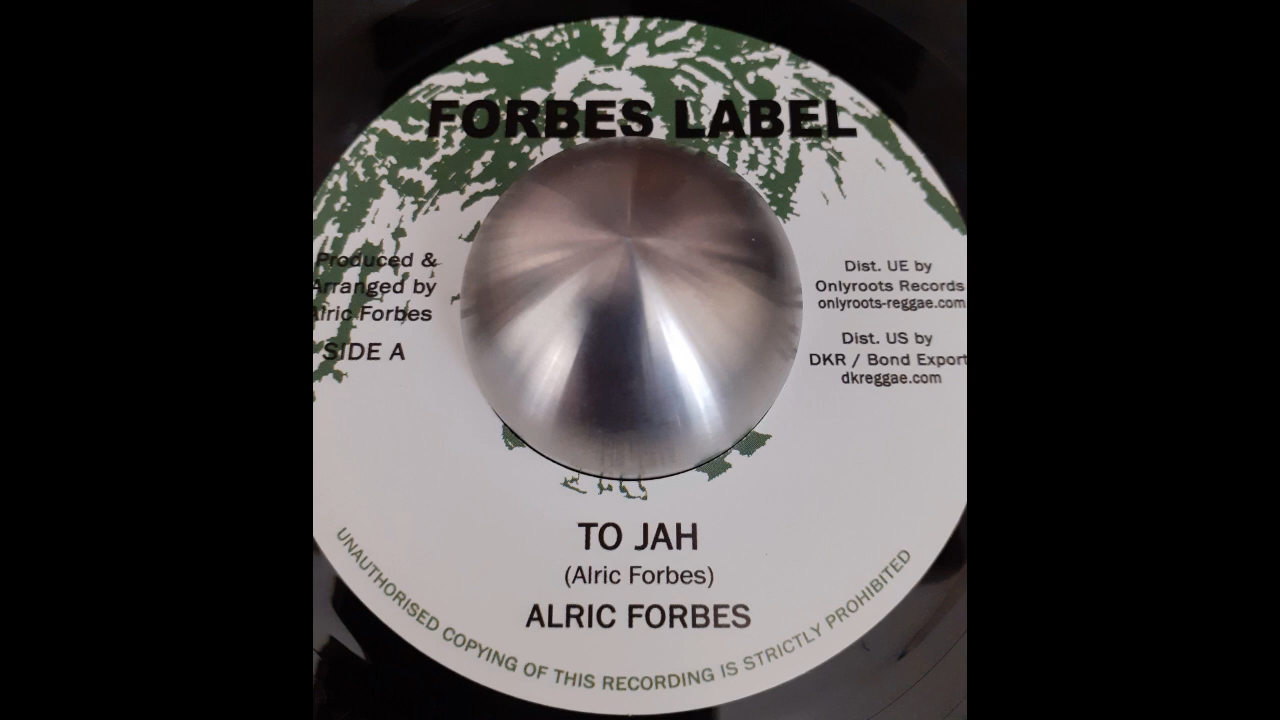 FORBES LABEL
Produced &
Arranged by
Alric Forbes
SIDE A
Dist. UE by
Onlyroots Records
onlyroots-reggae.com
Dist. US by
DKR / Bond Export
dkreggae.com
TO JAH
(Alric Forbes)
ALRIC FORBES
UNAUTHORISED COPYING OF THIS RECORDING IS STRICTLY PROHIBITED